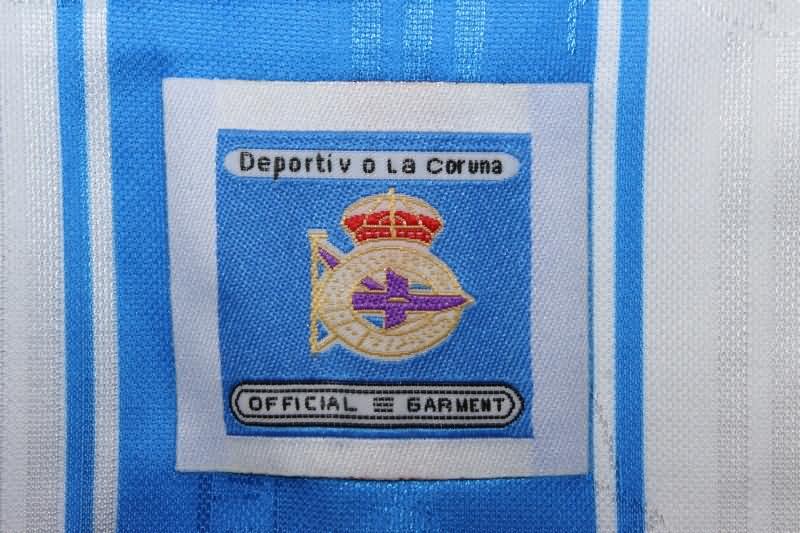 Deportiv o La Coruna
OFFICIAL GARMENT